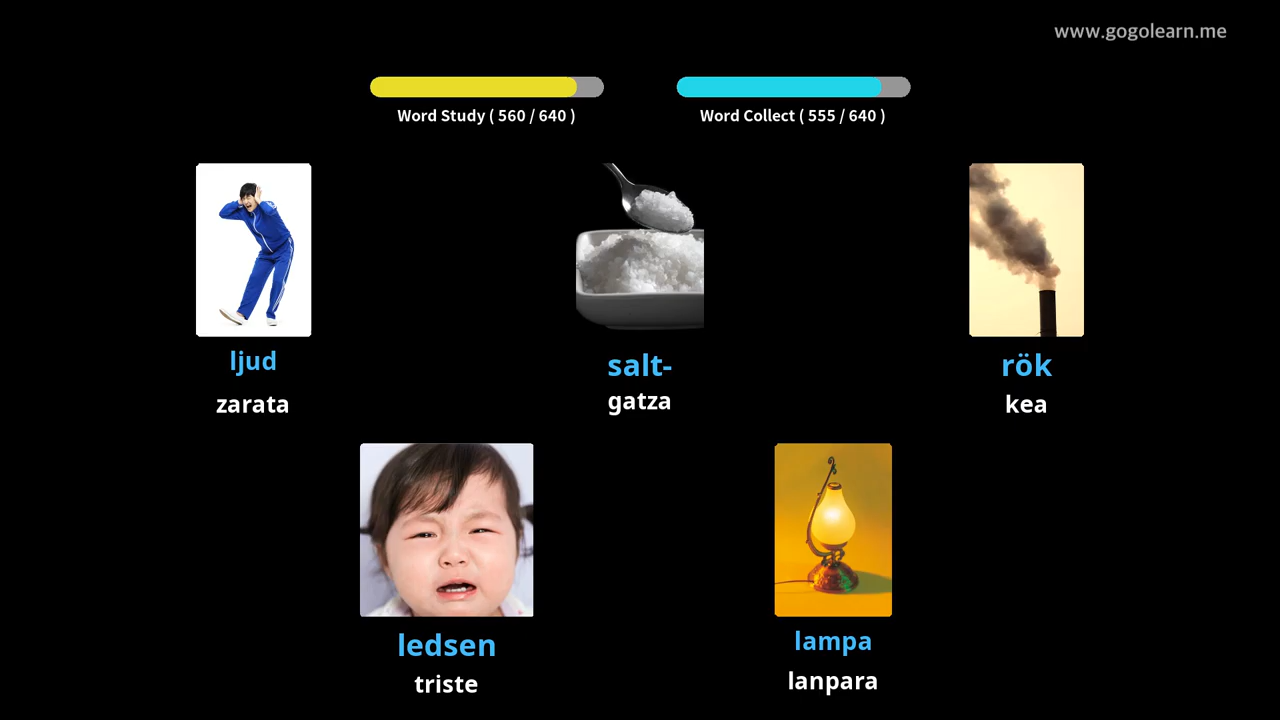 www.gogolearn.me
Word Study ( 560 / 640 )
Word Collect ( 555 / 640 )
ljud
zarata
salt-
gatza
rök
kea
ledsen
triste
lampa
lanpara